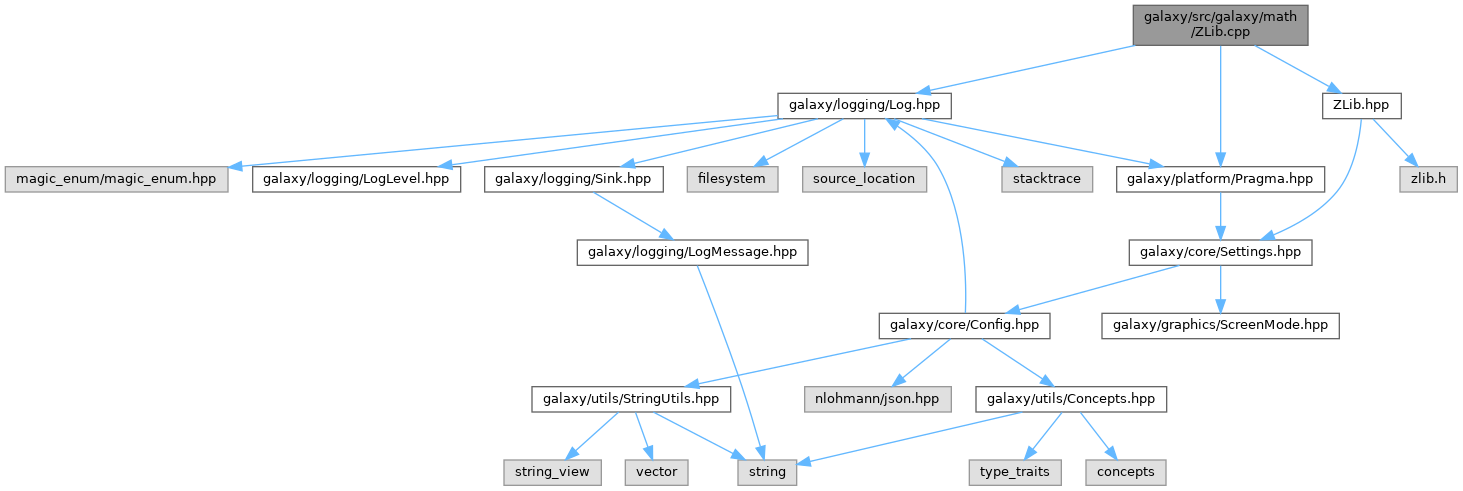 galaxy/src/galaxy/math
/ZLib.cpp
galaxy/logging/Log.hpp
ZLib.hpp
magic_enum/magic_enum.hpp
galaxy/logging/LogLevel.hpp
galaxy/logging/Sink.hpp
filesystem
source_location
stacktrace
galaxy/platform/Pragma.hpp
zlib.h
galaxy/logging/LogMessage.hpp
galaxy/core/Settings.hpp
galaxy/core/Config.hpp
galaxy/graphics/ScreenMode.hpp
galaxy/utils/StringUtils.hpp
nlohmann/json.hpp
galaxy/utils/Concepts.hpp
string_view
vector
string
type_traits
concepts